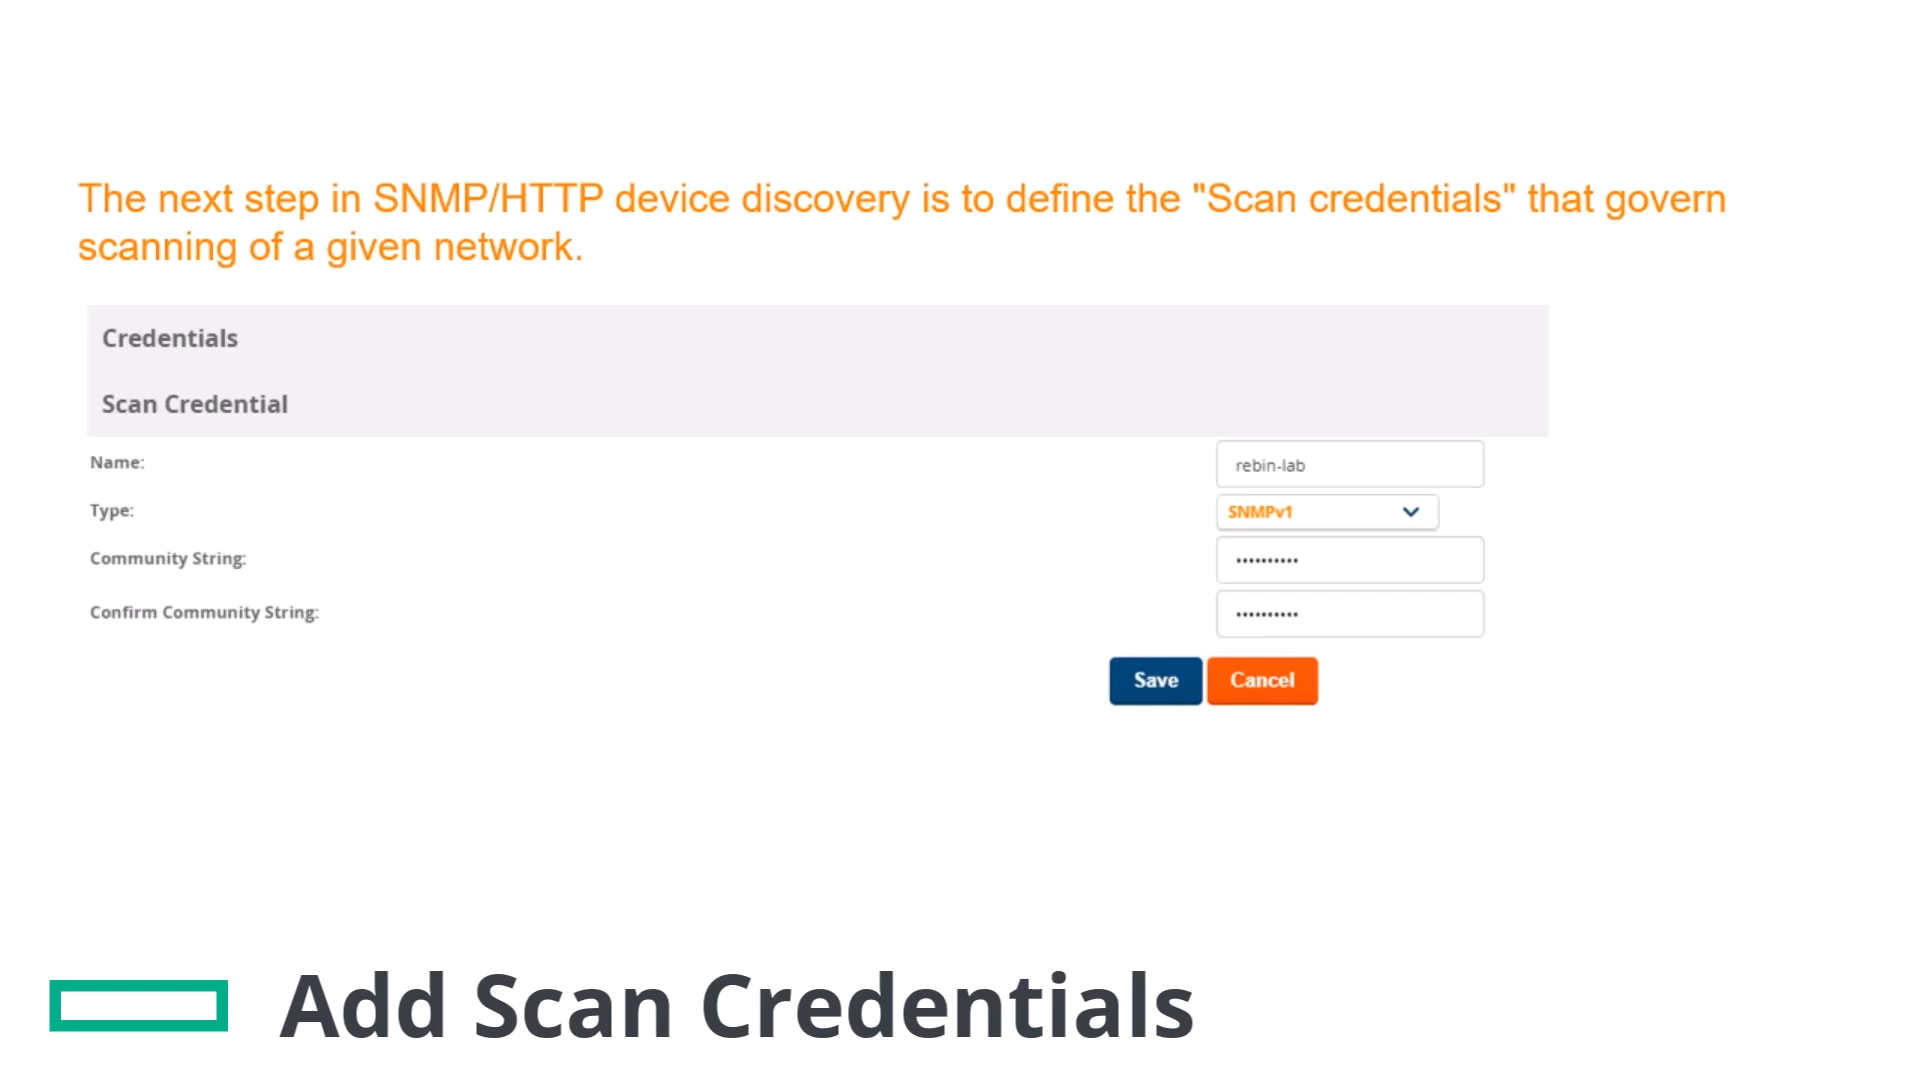 The next step in SNMP/HTTP device discovery is to define the "Scan credentials" that govern
scanning of a given network.
Credentials
Scan Credential
Name:
rebin-lab
Type:
SNMPv1
Community String:
••••••••••
Confirm Community String:
••••••••••
Save
Cancel
Add Scan Credentials